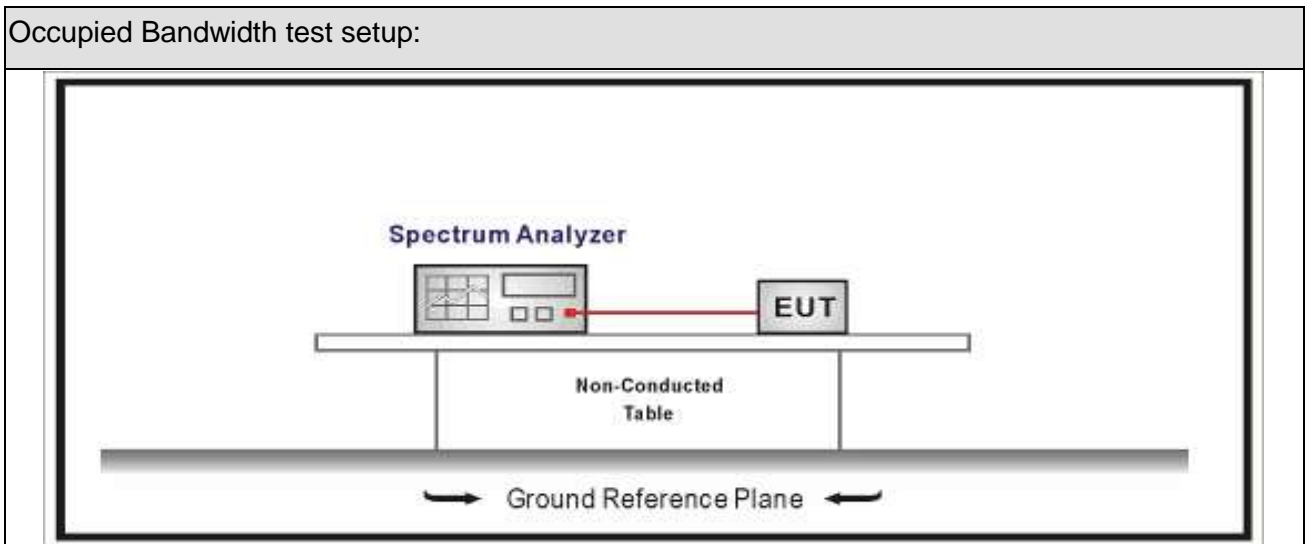 Occupied Bandwidth test setup:
Spectrum Analyzer
EUT
Non-Conducted
Table
Ground Reference Plane